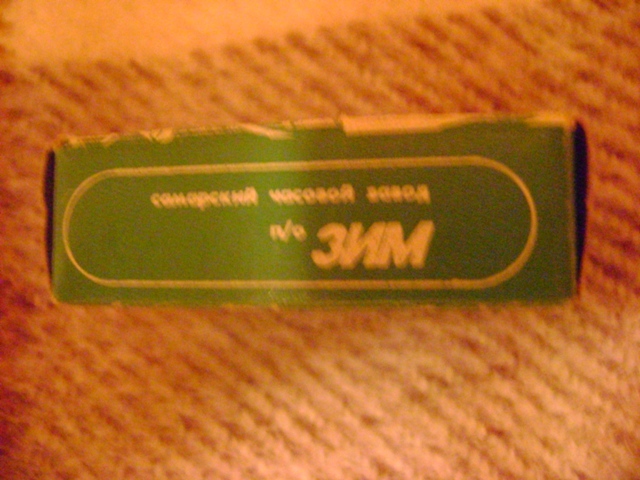 самарский часовой завод
п/о ЗИМ